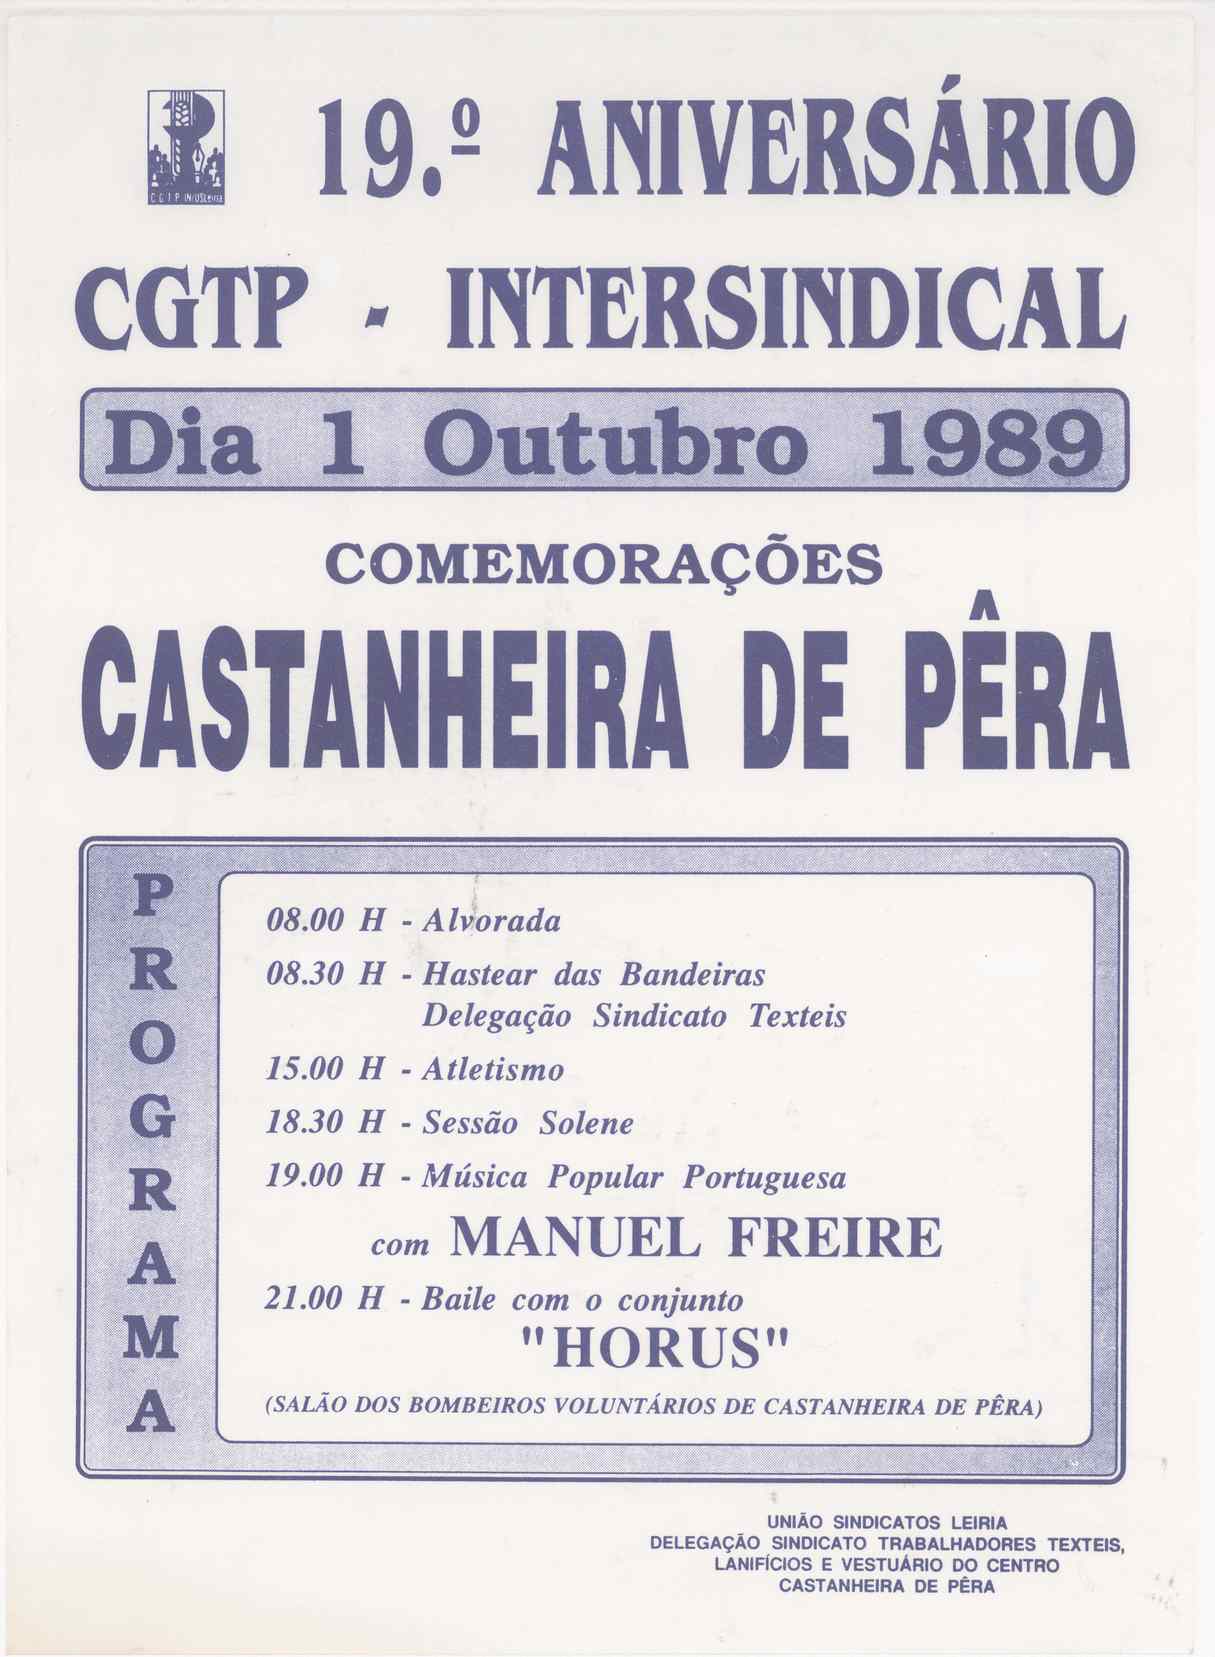 CGTP IN/USLeiria
19.º ANIVERSÁRIO
CGTP - INTERSINDICAL
Dia 1 Outubro 1989
COMEMORAÇÕES
CASTANHEIRA DE PÊRA
PROGRAMA
08.00 H - Alvorada
08.30 H - Hastear das Bandeiras
Delegação Sindicato Texteis
15.00 H - Atletismo
18.30 H - Sessão Solene
19.00 H - Música Popular Portuguesa
com MANUEL FREIRE
21.00 H - Baile com o conjunto
"HORUS"
(SALÃO DOS BOMBEIROS VOLUNTÁRIOS DE CASTANHEIRA DE PÊRA)
UNIÃO SINDICATOS LEIRIA
DELEGAÇÃO SINDICATO TRABALHADORES TEXTEIS,
LANIFÍCIOS E VESTUÁRIO DO CENTRO
CASTANHEIRA DE PÊRA